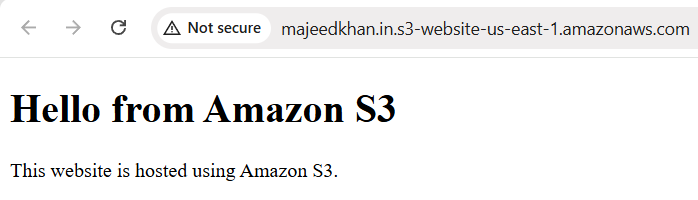 Not secure majeedkhan.in.s3-website-us-east-1.amazonaws.com
Hello from Amazon S3
This website is hosted using Amazon S3.